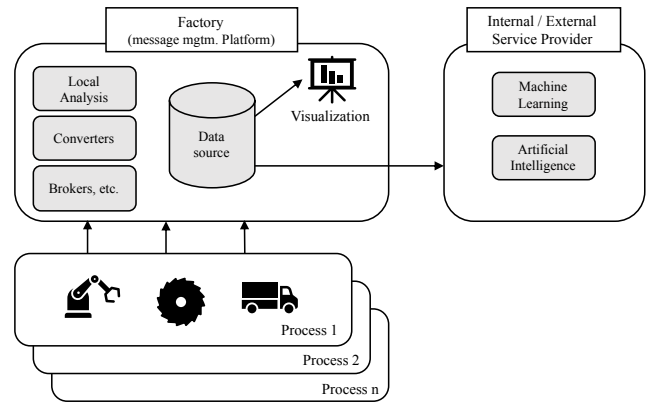 Factory
(message mgtm. Platform)
Internal / External
Service Provider
Local
Analysis
Converters
Brokers, etc.
Data
source
Visualization
Machine
Learning
Artificial
Intelligence
Process 1
Process 2
Process n